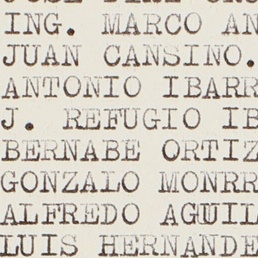 ING. MARCO AN
JUAN CANSINO.
ANTONIO IBARR
J. REFUGIO IB
BERNABE ORTIZ
GONZALO MONRR
ALFREDO AGUIL
LUIS HERNANDE